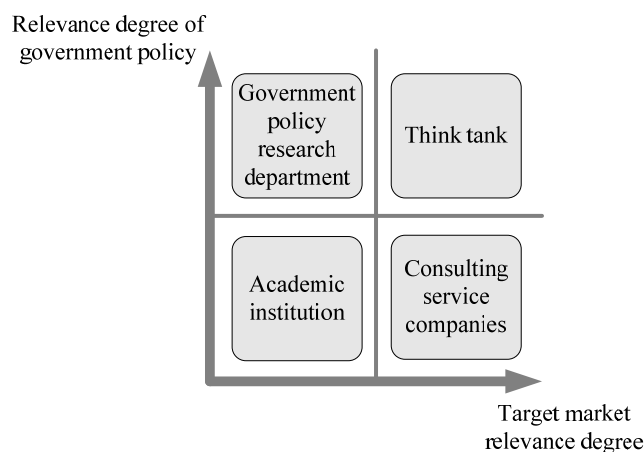 Relevance degree of
government policy
Government
policy
research
department
Think tank
Academic
institution
Consulting
service
companies
Target market
relevance degree